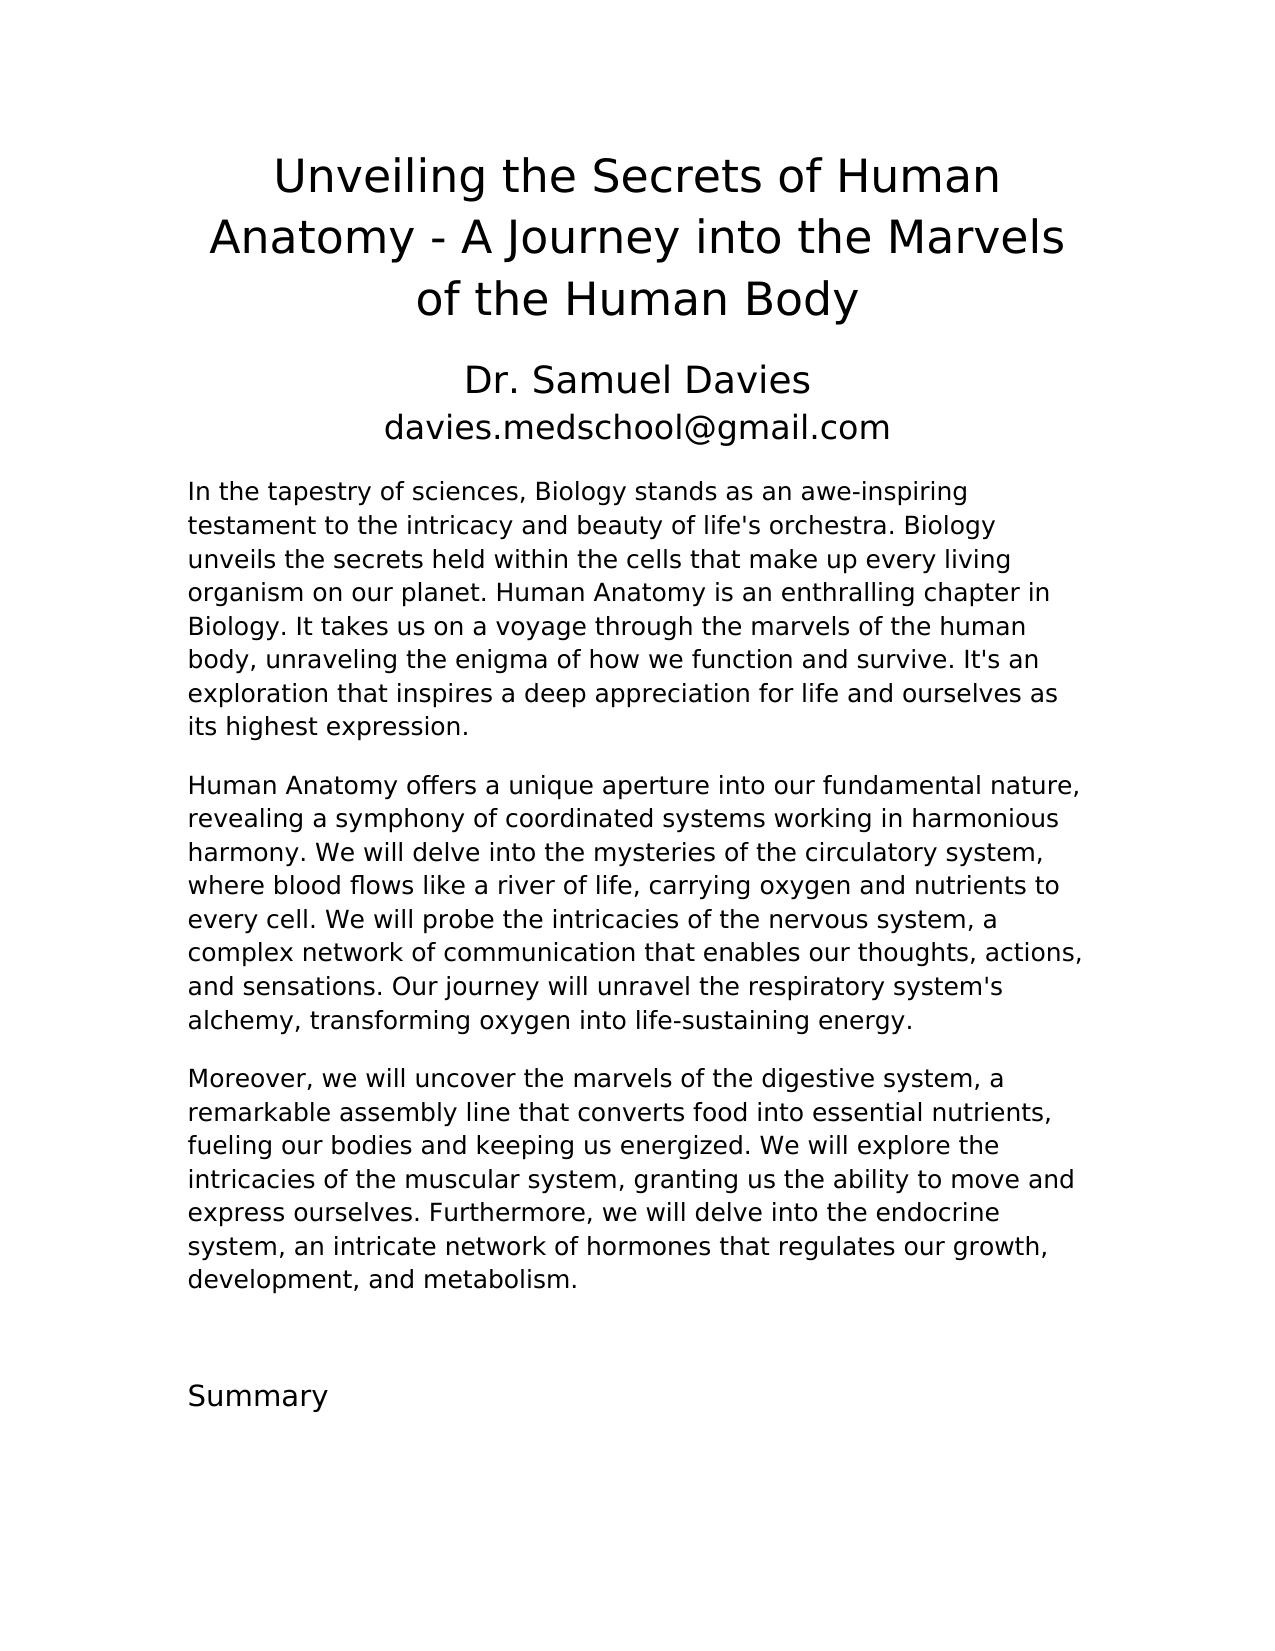 Unveiling the Secrets of Human
Anatomy - A Journey into the Marvels
of the Human Body
Dr. Samuel Davies
davies.medschool@gmail.com
In the tapestry of sciences, Biology stands as an awe-inspiring
testament to the intricacy and beauty of life's orchestra. Biology
unveils the secrets held within the cells that make up every living
organism on our planet. Human Anatomy is an enthralling chapter in
Biology. It takes us on a voyage through the marvels of the human
body, unraveling the enigma of how we function and survive. It's an
exploration that inspires a deep appreciation for life and ourselves as
its highest expression.
Human Anatomy offers a unique aperture into our fundamental nature,
revealing a symphony of coordinated systems working in harmonious
harmony. We will delve into the mysteries of the circulatory system,
where blood flows like a river of life, carrying oxygen and nutrients to
every cell. We will probe the intricacies of the nervous system, a
complex network of communication that enables our thoughts, actions,
and sensations. Our journey will unravel the respiratory system's
alchemy, transforming oxygen into life-sustaining energy.
Moreover, we will uncover the marvels of the digestive system, a
remarkable assembly line that converts food into essential nutrients,
fueling our bodies and keeping us energized. We will explore the
intricacies of the muscular system, granting us the ability to move and
express ourselves. Furthermore, we will delve into the endocrine
system, an intricate network of hormones that regulates our growth,
development, and metabolism.
Summary